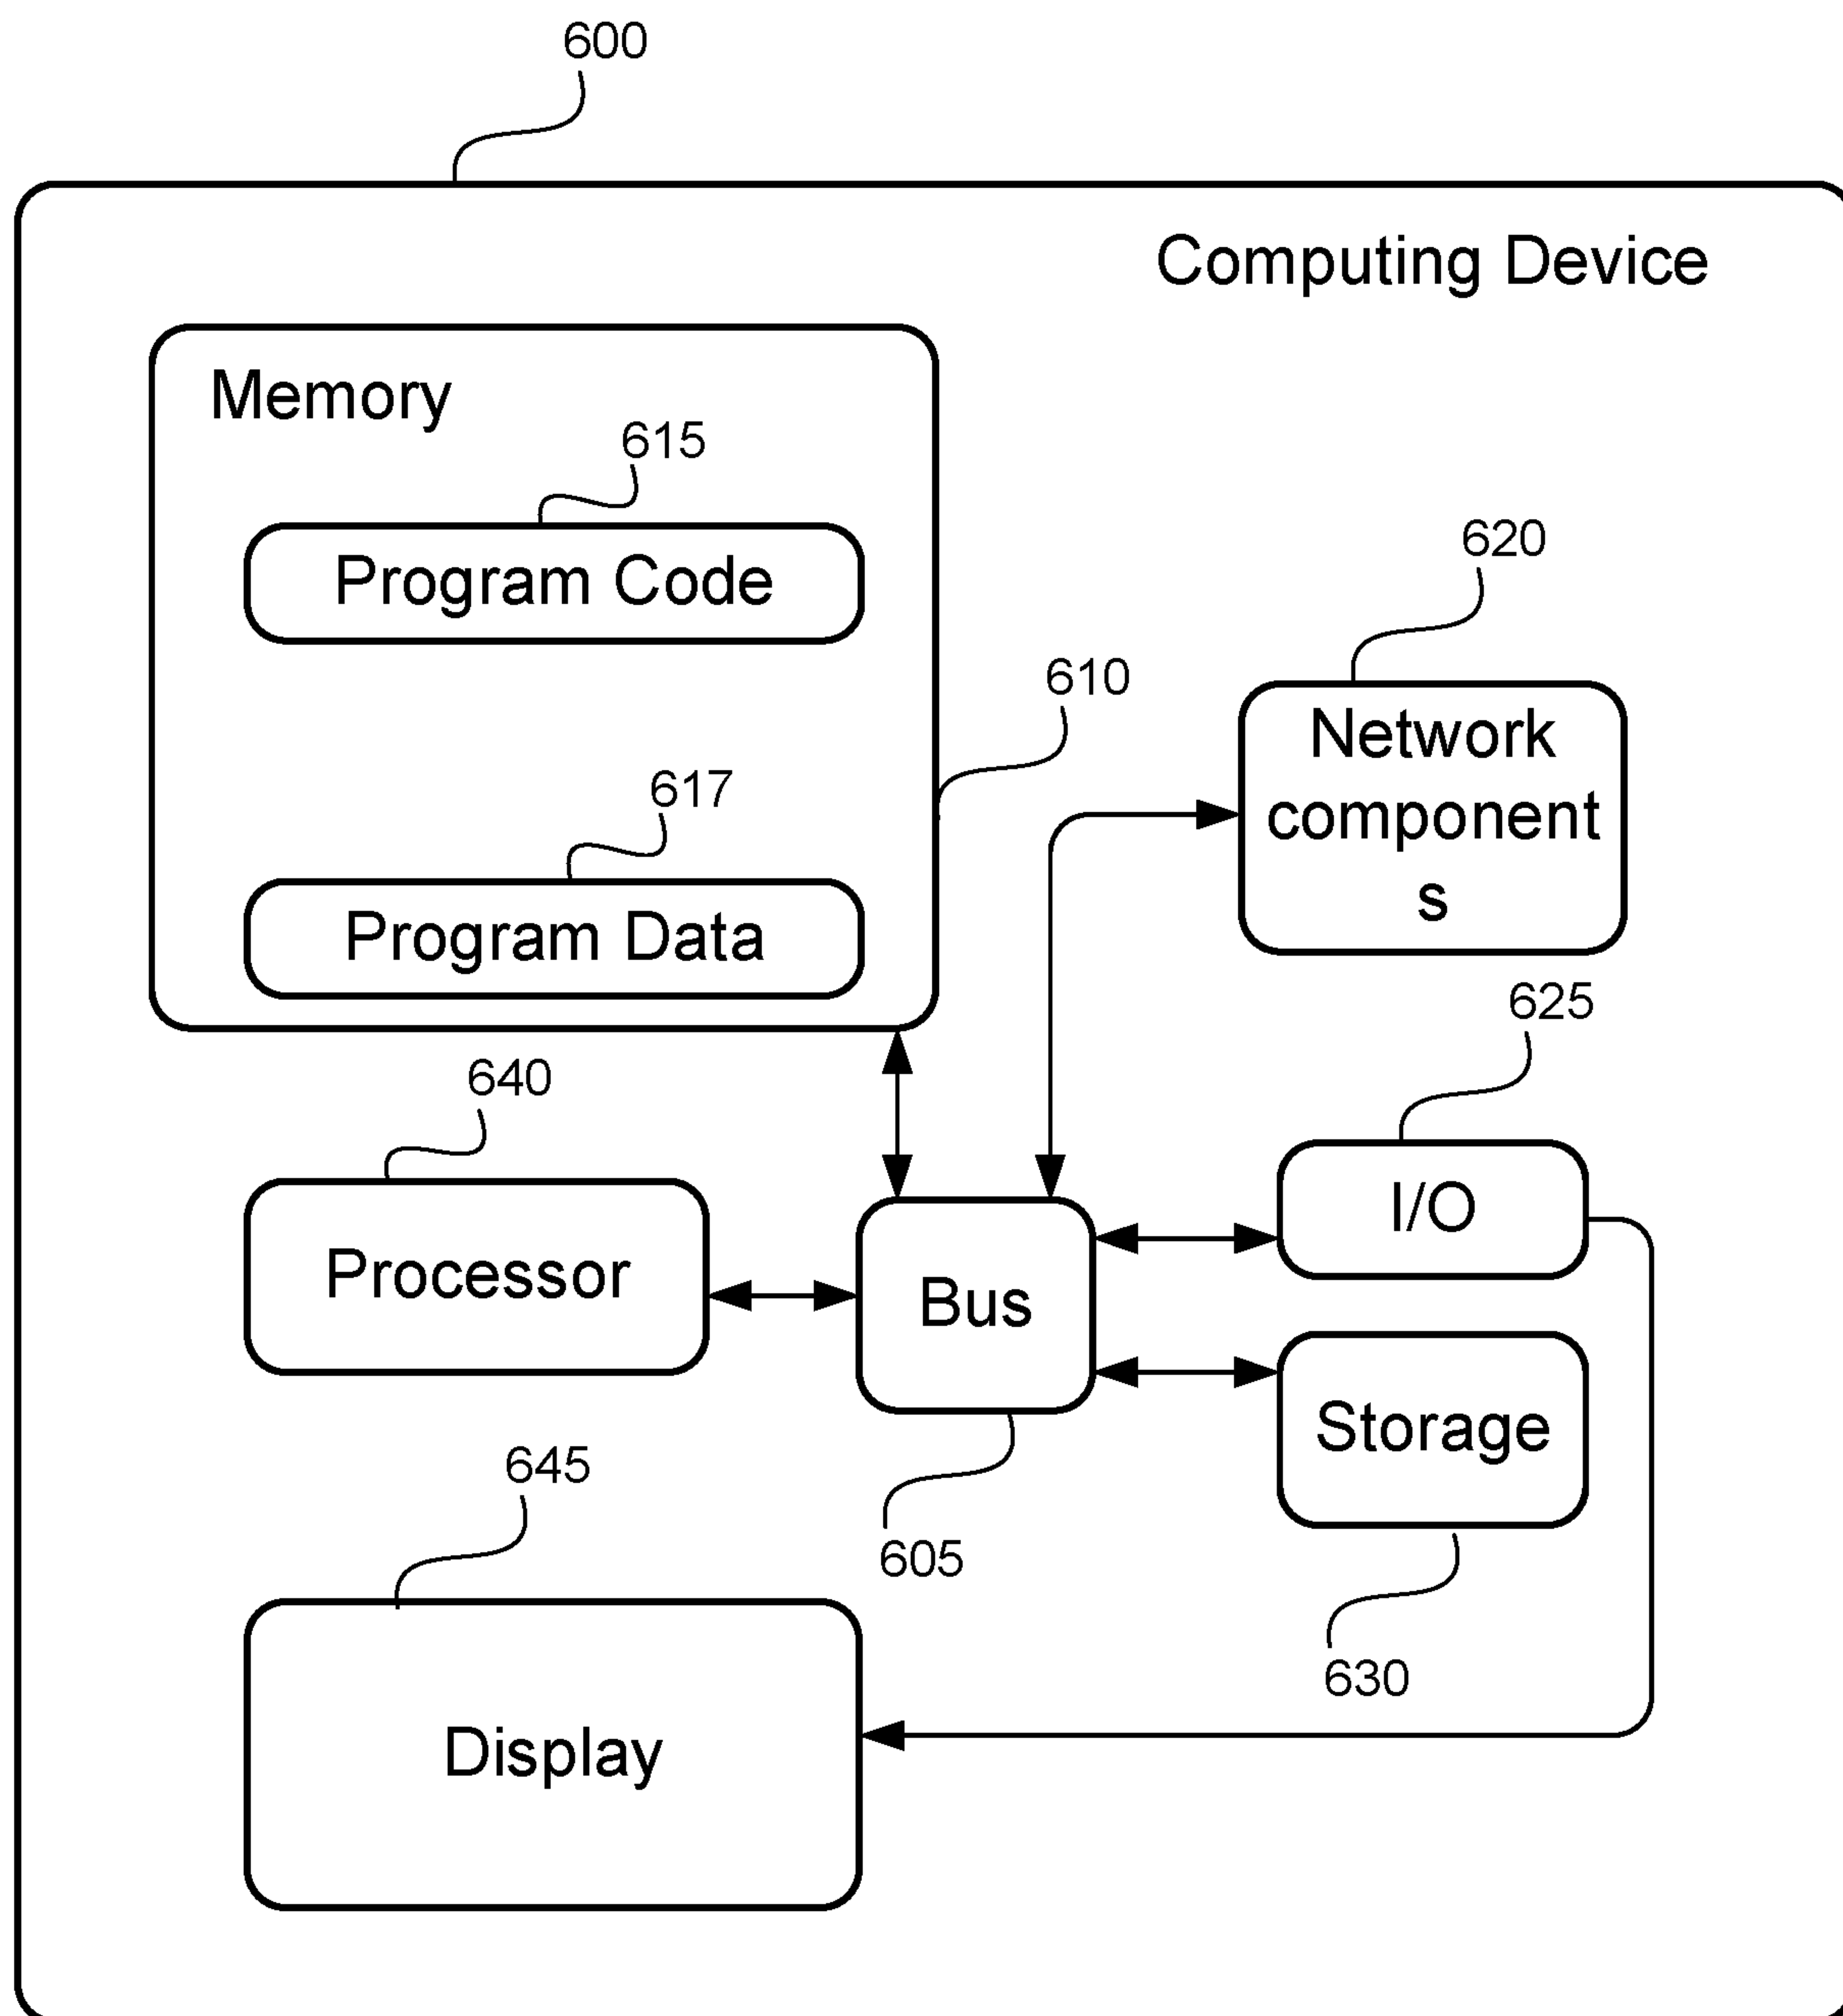 600
Computing Device
Memory
615
Program Code
610
617
Program Data
620
Network
component
s
640
Processor
625
I/O
Bus
605
Storage
630
645
Display